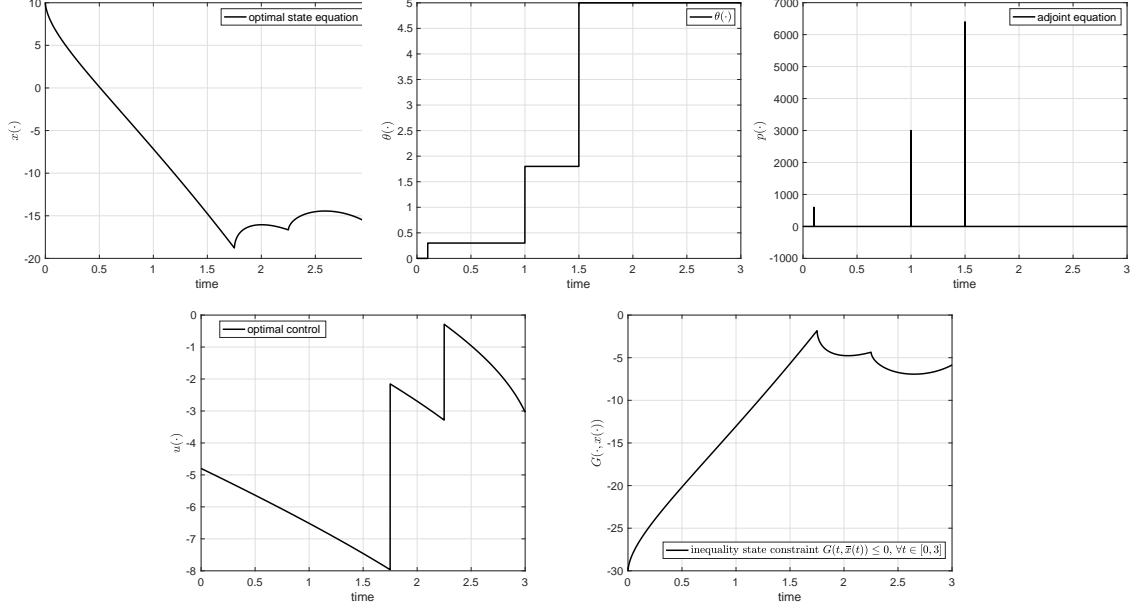 optimal state equation
10
5
0
-5
-10
-15
-20
x(·)
0 0.5 1 1.5 2 2.5
time
θ(·)
5
4.5
4
3.5
3
2.5
2
1.5
1
0.5
0
θ(·)
0 0.5 1 1.5 2 2.5 3
time
adjoint equation
7000
6000
5000
4000
3000
2000
1000
0
-1000
p(·)
0 0.5 1 1.5 2 2.5 3
time
optimal control
0
-1
-2
-3
-4
-5
-6
-7
-8
u(·)
0 0.5 1 1.5 2 2.5 3
time
0
-5
-10
-15
-20
-25
-30
G(·, x(·))
inequality state constraint G(t, x̅(t)) ≤ 0, ∀t ∈ [0, 3]
0 0.5 1 1.5 2 2.5 3
time